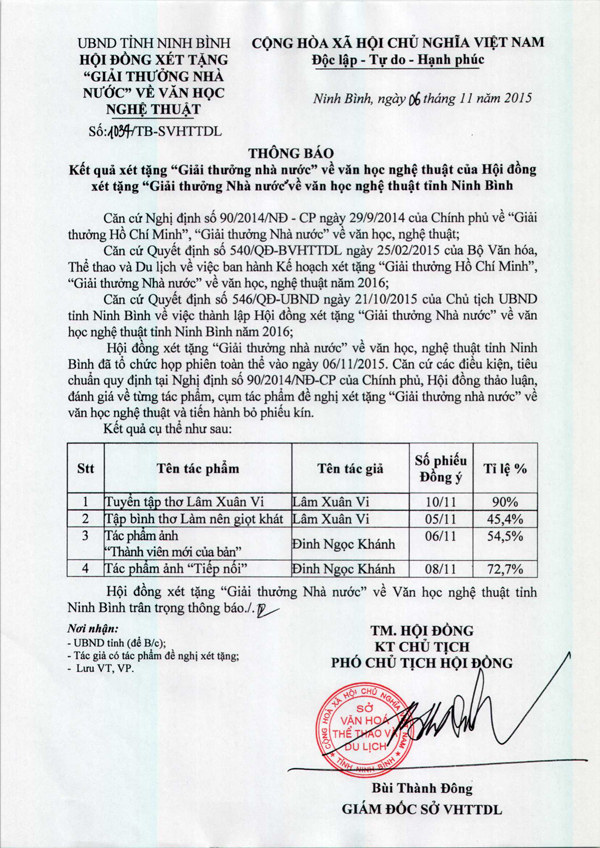 UBND TỈNH NINH BÌNH
HỘI ĐỒNG XÉT TẶNG
“GIẢI THƯỞNG NHÀ
NƯỚC” VỀ VĂN HỌC
NGHỆ THUẬT
Số:1034/TB-SVHTTDL
CỘNG HÒA XÃ HỘI CHỦ NGHĨA VIỆT NAM
Độc lập - Tự do - Hạnh phúc
Ninh Bình, ngày 06 tháng 11 năm 2015
THÔNG BÁO
Kết quả xét tặng “Giải thưởng nhà nước” về văn học nghệ thuật của Hội đồng
xét tặng “Giải thưởng Nhà nước” về văn học nghệ thuật tỉnh Ninh Bình
Căn cứ Nghị định số 90/2014/NĐ - CP ngày 29/9/2014 của Chính phủ về “Giải
thưởng Hồ Chí Minh”, “Giải thưởng Nhà nước” về văn học, nghệ thuật;
Căn cứ Quyết định số 540/QĐ-BVHTTDL ngày 25/02/2015 của Bộ Văn hóa,
Thể thao và Du lịch về việc ban hành Kế hoạch xét tặng “Giải thưởng Hồ Chí Minh”,
“Giải thưởng Nhà nước” về văn học, nghệ thuật năm 2016;
Căn cứ Quyết định số 546/QĐ-UBND ngày 21/10/2015 của Chủ tịch UBND
tỉnh Ninh Bình về việc thành lập Hội đồng xét tặng “Giải thưởng Nhà nước” về văn
học nghệ thuật tỉnh Ninh Bình năm 2016;
Hội đồng xét tặng “Giải thưởng nhà nước” về văn học, nghệ thuật tỉnh Ninh
Bình đã tổ chức họp phiên toàn thể vào ngày 06/11/2015. Căn cứ các điều kiện, tiêu
chuẩn quy định tại Nghị định số 90/2014/NĐ-CP của Chính phủ, Hội đồng thảo luận,
đánh giá về từng tác phẩm, cụm tác phẩm đề nghị xét tặng “Giải thưởng nhà nước” về
văn học nghệ thuật và tiến hành bỏ phiếu kín.
Kết quả cụ thể như sau:
Stt Tên tác phẩm Tên tác giả Số phiếu Đồng ý Tỉ lệ %
1 Tuyển tập thơ Lâm Xuân Vi Lâm Xuân Vi 10/11 90%
2 Tập bình thơ Làm nên giọt khát Lâm Xuân Vi 05/11 45,4%
3 Tác phẩm ảnh “Thành viên mới của bản” Đinh Ngọc Khánh 06/11 54,5%
4 Tác phẩm ảnh “Tiếp nối” Đinh Ngọc Khánh 08/11 72,7%
Hội đồng xét tặng “Giải thưởng Nhà nước” về Văn học nghệ thuật tỉnh
Ninh Bình trân trọng thông báo./.
Nơi nhận:
- UBND tỉnh (để B/c);
- Tác giả có tác phẩm đề nghị xét tặng;
- Lưu VT, VP.
TM. HỘI ĐỒNG
KT CHỦ TỊCH
PHÓ CHỦ TỊCH HỘI ĐỒNG
CỘNG HOÀ XÃ HỘI CHỦ NGHĨA VIỆT NAM
SỞ
VĂN HOÁ
THỂ THAO VÀ
DU LỊCH
TỈNH NINH BÌNH
Bùi Thành Đông
GIÁM ĐỐC SỞ VHTTDL